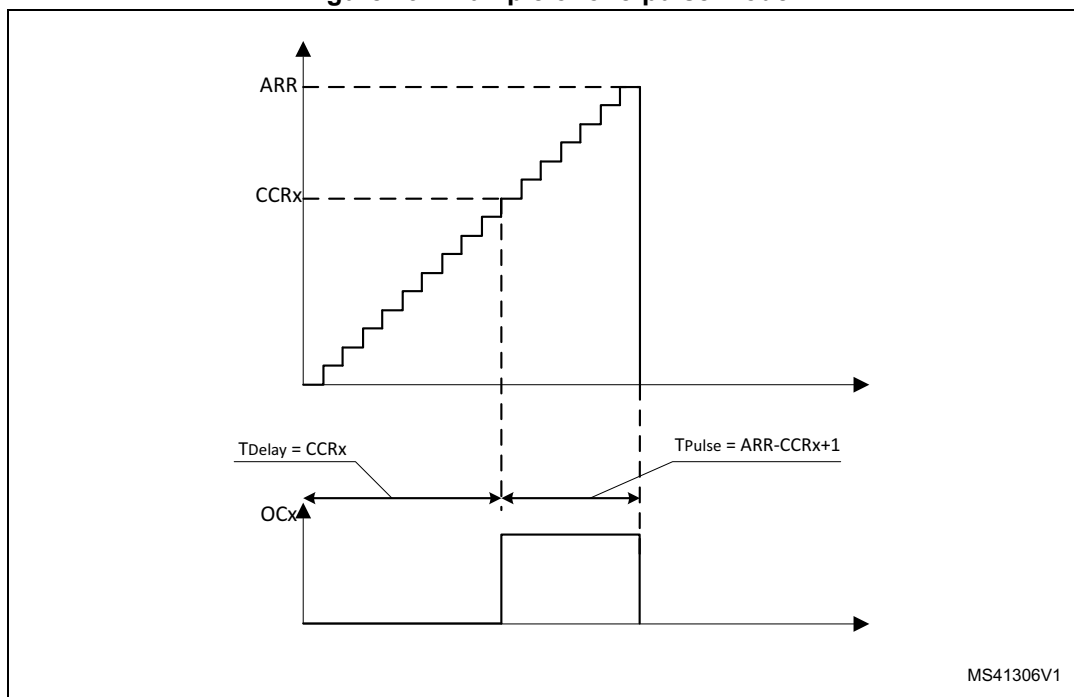 ARR
CCRx
TDelay = CCRx
TPulse = ARR-CCRx+1
OCx
MS41306V1